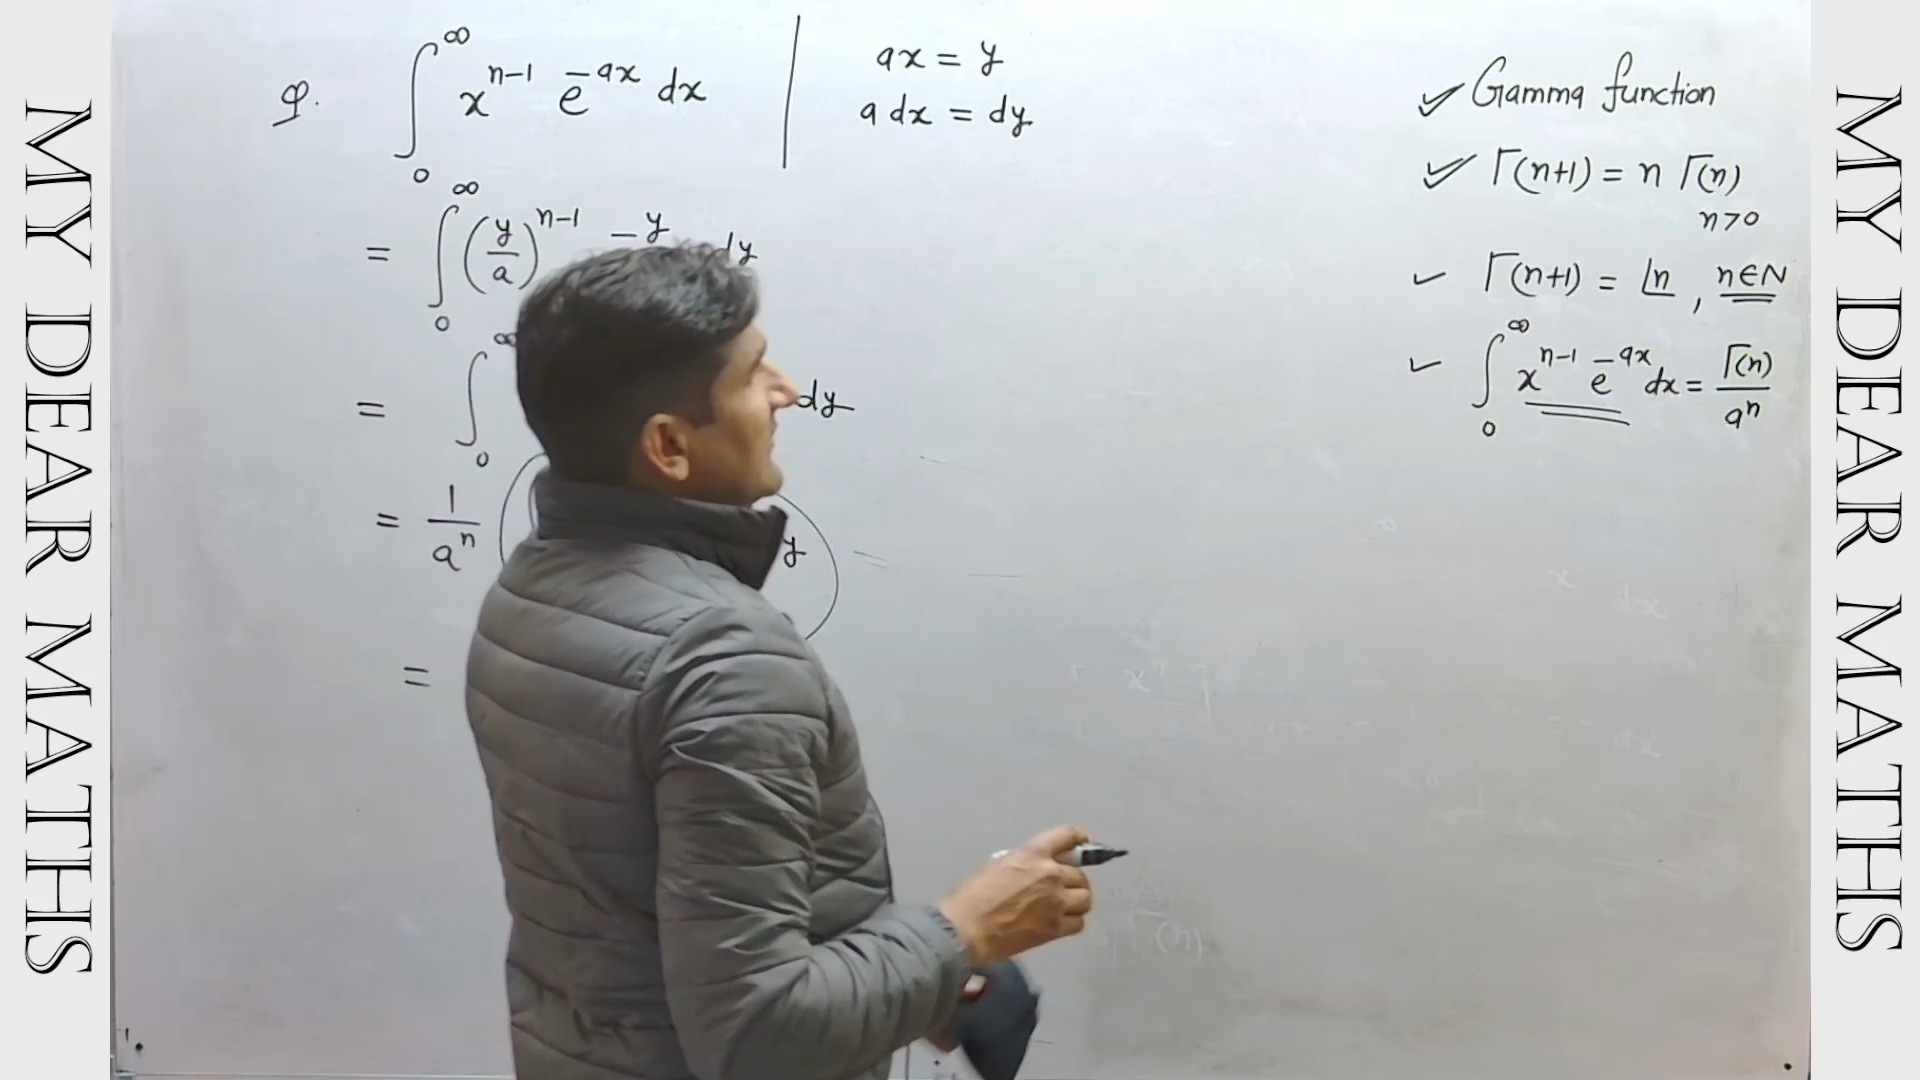 MY DEAR MATHS
Q. ∫₀^∞ x^(n-1) e^(-ax) dx
ax = y
a dx = dy
= ∫₀^∞ (y/a)^(n-1) -y dy
= ∫₀^∞ dy
= 1/a^n y =
=
✓ Gamma function
✓ Γ(n+1) = n Γ(n)
n>0
✓ Γ(n+1) = |n , n∈N
✓ ∫₀^∞ x^(n-1) e^(-ax) dx = Γ(n)/a^n
MY DEAR MATHS